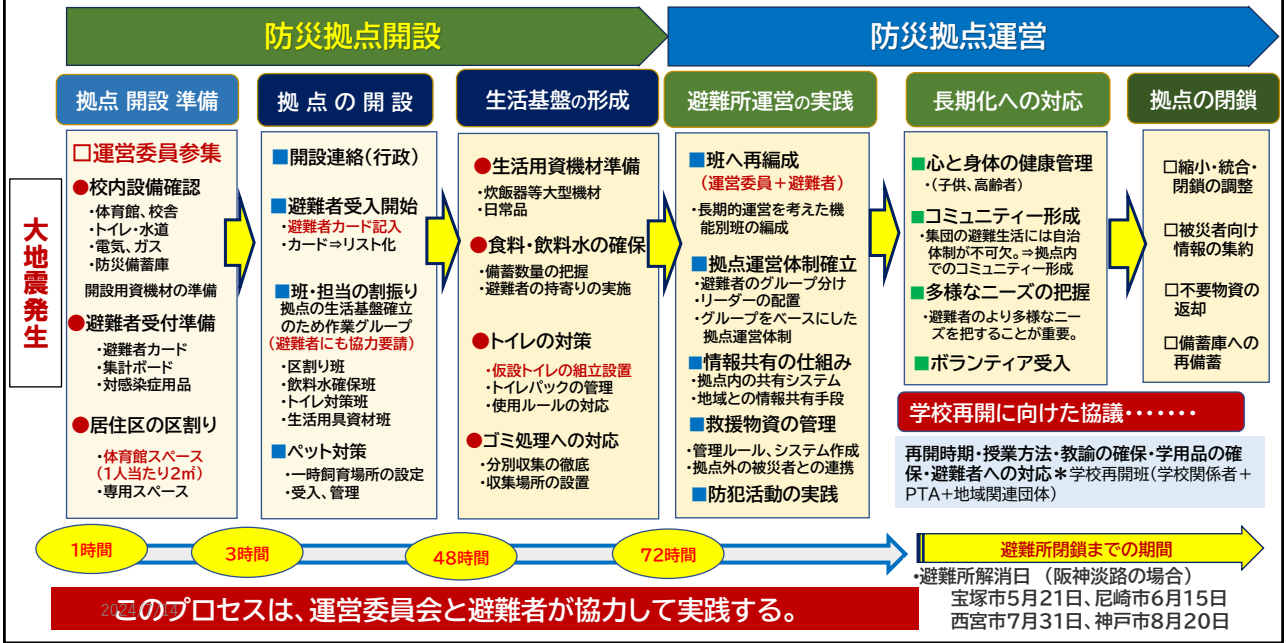 防災拠点開設
防災拠点運営
大地震発生
拠点 開設 準備
□運営委員参集
●校内設備確認
・体育館、校舎
・トイレ・水道
・電気、ガス
・防災備蓄庫
開設用資機材の準備
●避難者受付準備
・避難者カード
・集計ボード
・対感染症用品
●居住区の区割り
・体育館スペース
(1人当たり2㎡)
・専用スペース
拠点の開設
■開設連絡(行政)
■避難者受入開始
・避難者カード記入
・カード⇒リスト化
■班・担当の割振り
拠点の生活基盤確立
のため作業グループ
(避難者にも協力要請)
・区割り班
・飲料水確保班
・トイレ対策班
・生活用具資材班
■ペット対策
・一時飼育場所の設定
・受入、管理
生活基盤の形成
●生活用資機材準備
・炊飯器等大型機材
・日常品
●食料・飲料水の確保
・備蓄数量の把握
・避難者の持寄りの実施
●トイレの対策
・仮設トイレの組立設置
・トイレパックの管理
・使用ルールの対応
●ゴミ処理への対応
・分別収集の徹底
・収集場所の設置
避難所運営の実践
■班へ再編成
(運営委員＋避難者)
・長期的運営を考えた機
能別班の編成
■拠点運営体制確立
・避難者のグループ分け
・リーダーの配置
・グループをベースにした
拠点運営体制
■情報共有の仕組み
・拠点内の共有システム
・地域との情報共有手段
■救援物資の管理
・管理ルール、システム作成
・拠点外の被災者との連携
■防犯活動の実践
長期化への対応
■心と身体の健康管理
・(子供、高齢者)
■コミュニティー形成
・集団の避難生活には自治
体制が不可欠。⇒拠点内
でのコミュニティー形成
■多様なニーズの把握
・避難者のより多様なニー
ズを把することが重要。
■ボランティア受入
拠点の閉鎖
□縮小・統合・
閉鎖の調整
□被災者向け
情報の集約
□不要物資の
返却
□備蓄庫への
再備蓄
学校再開に向けた協議・・・・・・・
再開時期・授業方法・教諭の確保・学用品の確
保・避難者への対応＊学校再開班(学校関係者＋
PTA＋地域関連団体)
1時間
3時間
48時間
72時間
避難所閉鎖までの期間
・避難所解消日 (阪神淡路の場合)
宝塚市5月21日、尼崎市6月15日
西宮市7月31日、神戸市8月20日
2024/7/14
このプロセスは、運営委員会と避難者が協力して実践する。